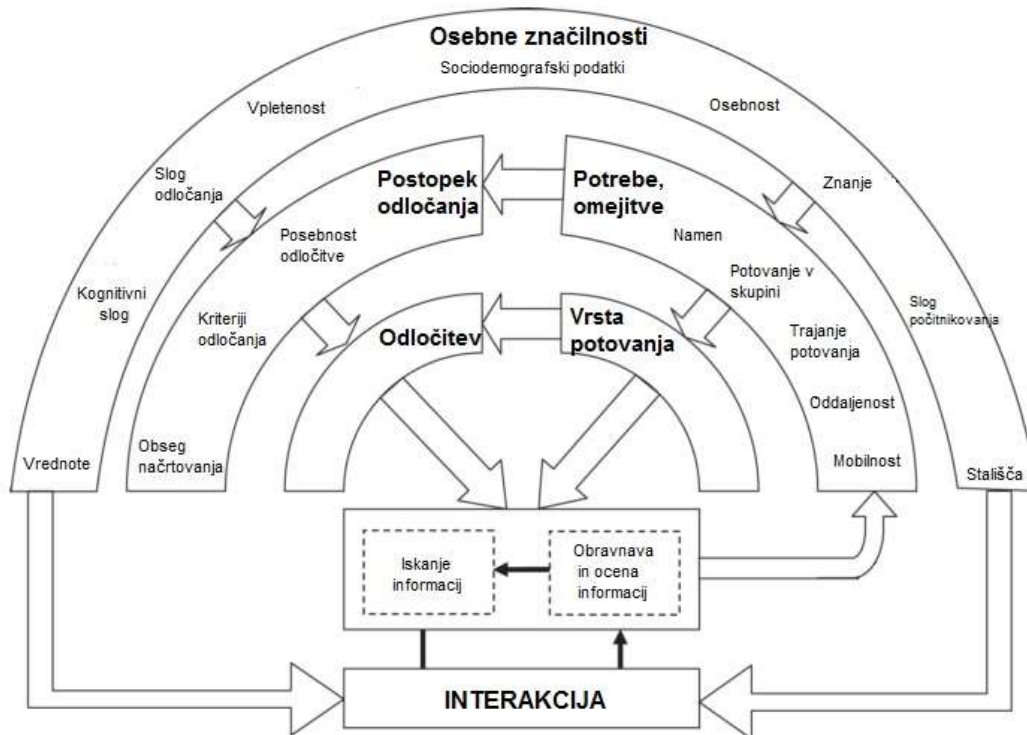 Osebne značilnosti
Sociodemografski podatki
Vpletenost
Osebnost
Slog
odločanja
Znanje
Postopek
odločanja
Potrebe,
omejitve
Posebnost
odločitve
Namen
Kognitivni
slog
Potovanje v
skupini
Kriteriji
odločanja
Slog
počitnikovanja
Odločitev
Vrsta
potovanja
Trajanje
potovanja
Oddaljenost
Obseg
načrtovanja
Vrednote
Mobilnost
Stališča
Iskanje
informacij
Obravnava
in ocena
informacij
INTERAKCIJA